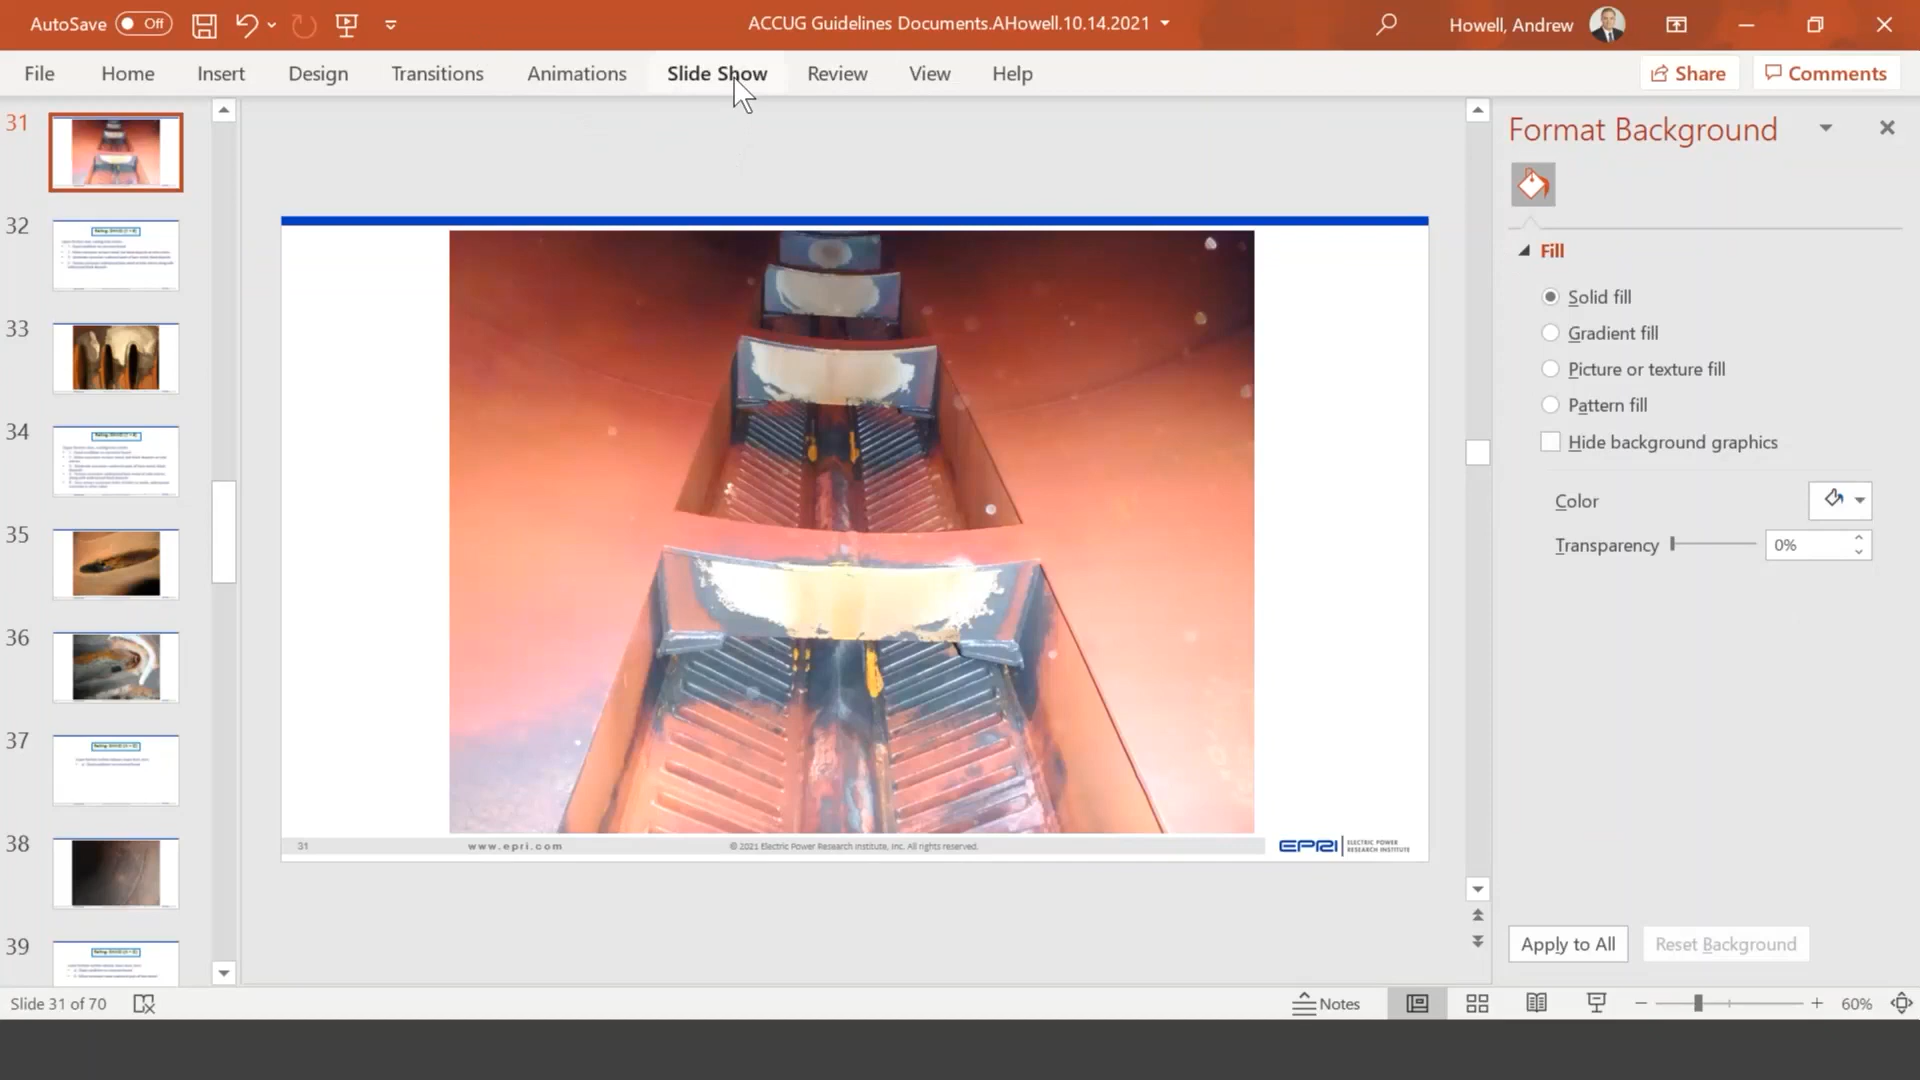 AutoSave Off
ACCUG Guidelines Documents.AHowell.10.14.2021
Howell, Andrew
File Home Insert Design Transitions Animations Slide Show Review View Help
Share Comments
31
32
33
34
35
36
37
38
39
31 www.epri.com © 2021 Electric Power Research Institute, Inc. All rights reserved.
EPRI ELECTRIC POWER
RESEARCH INSTITUTE
Format Background
Fill
Solid fill
Gradient fill
Picture or texture fill
Pattern fill
Hide background graphics
Color
Transparency 0%
Apply to All Reset Background
Slide 31 of 70
Notes
60%